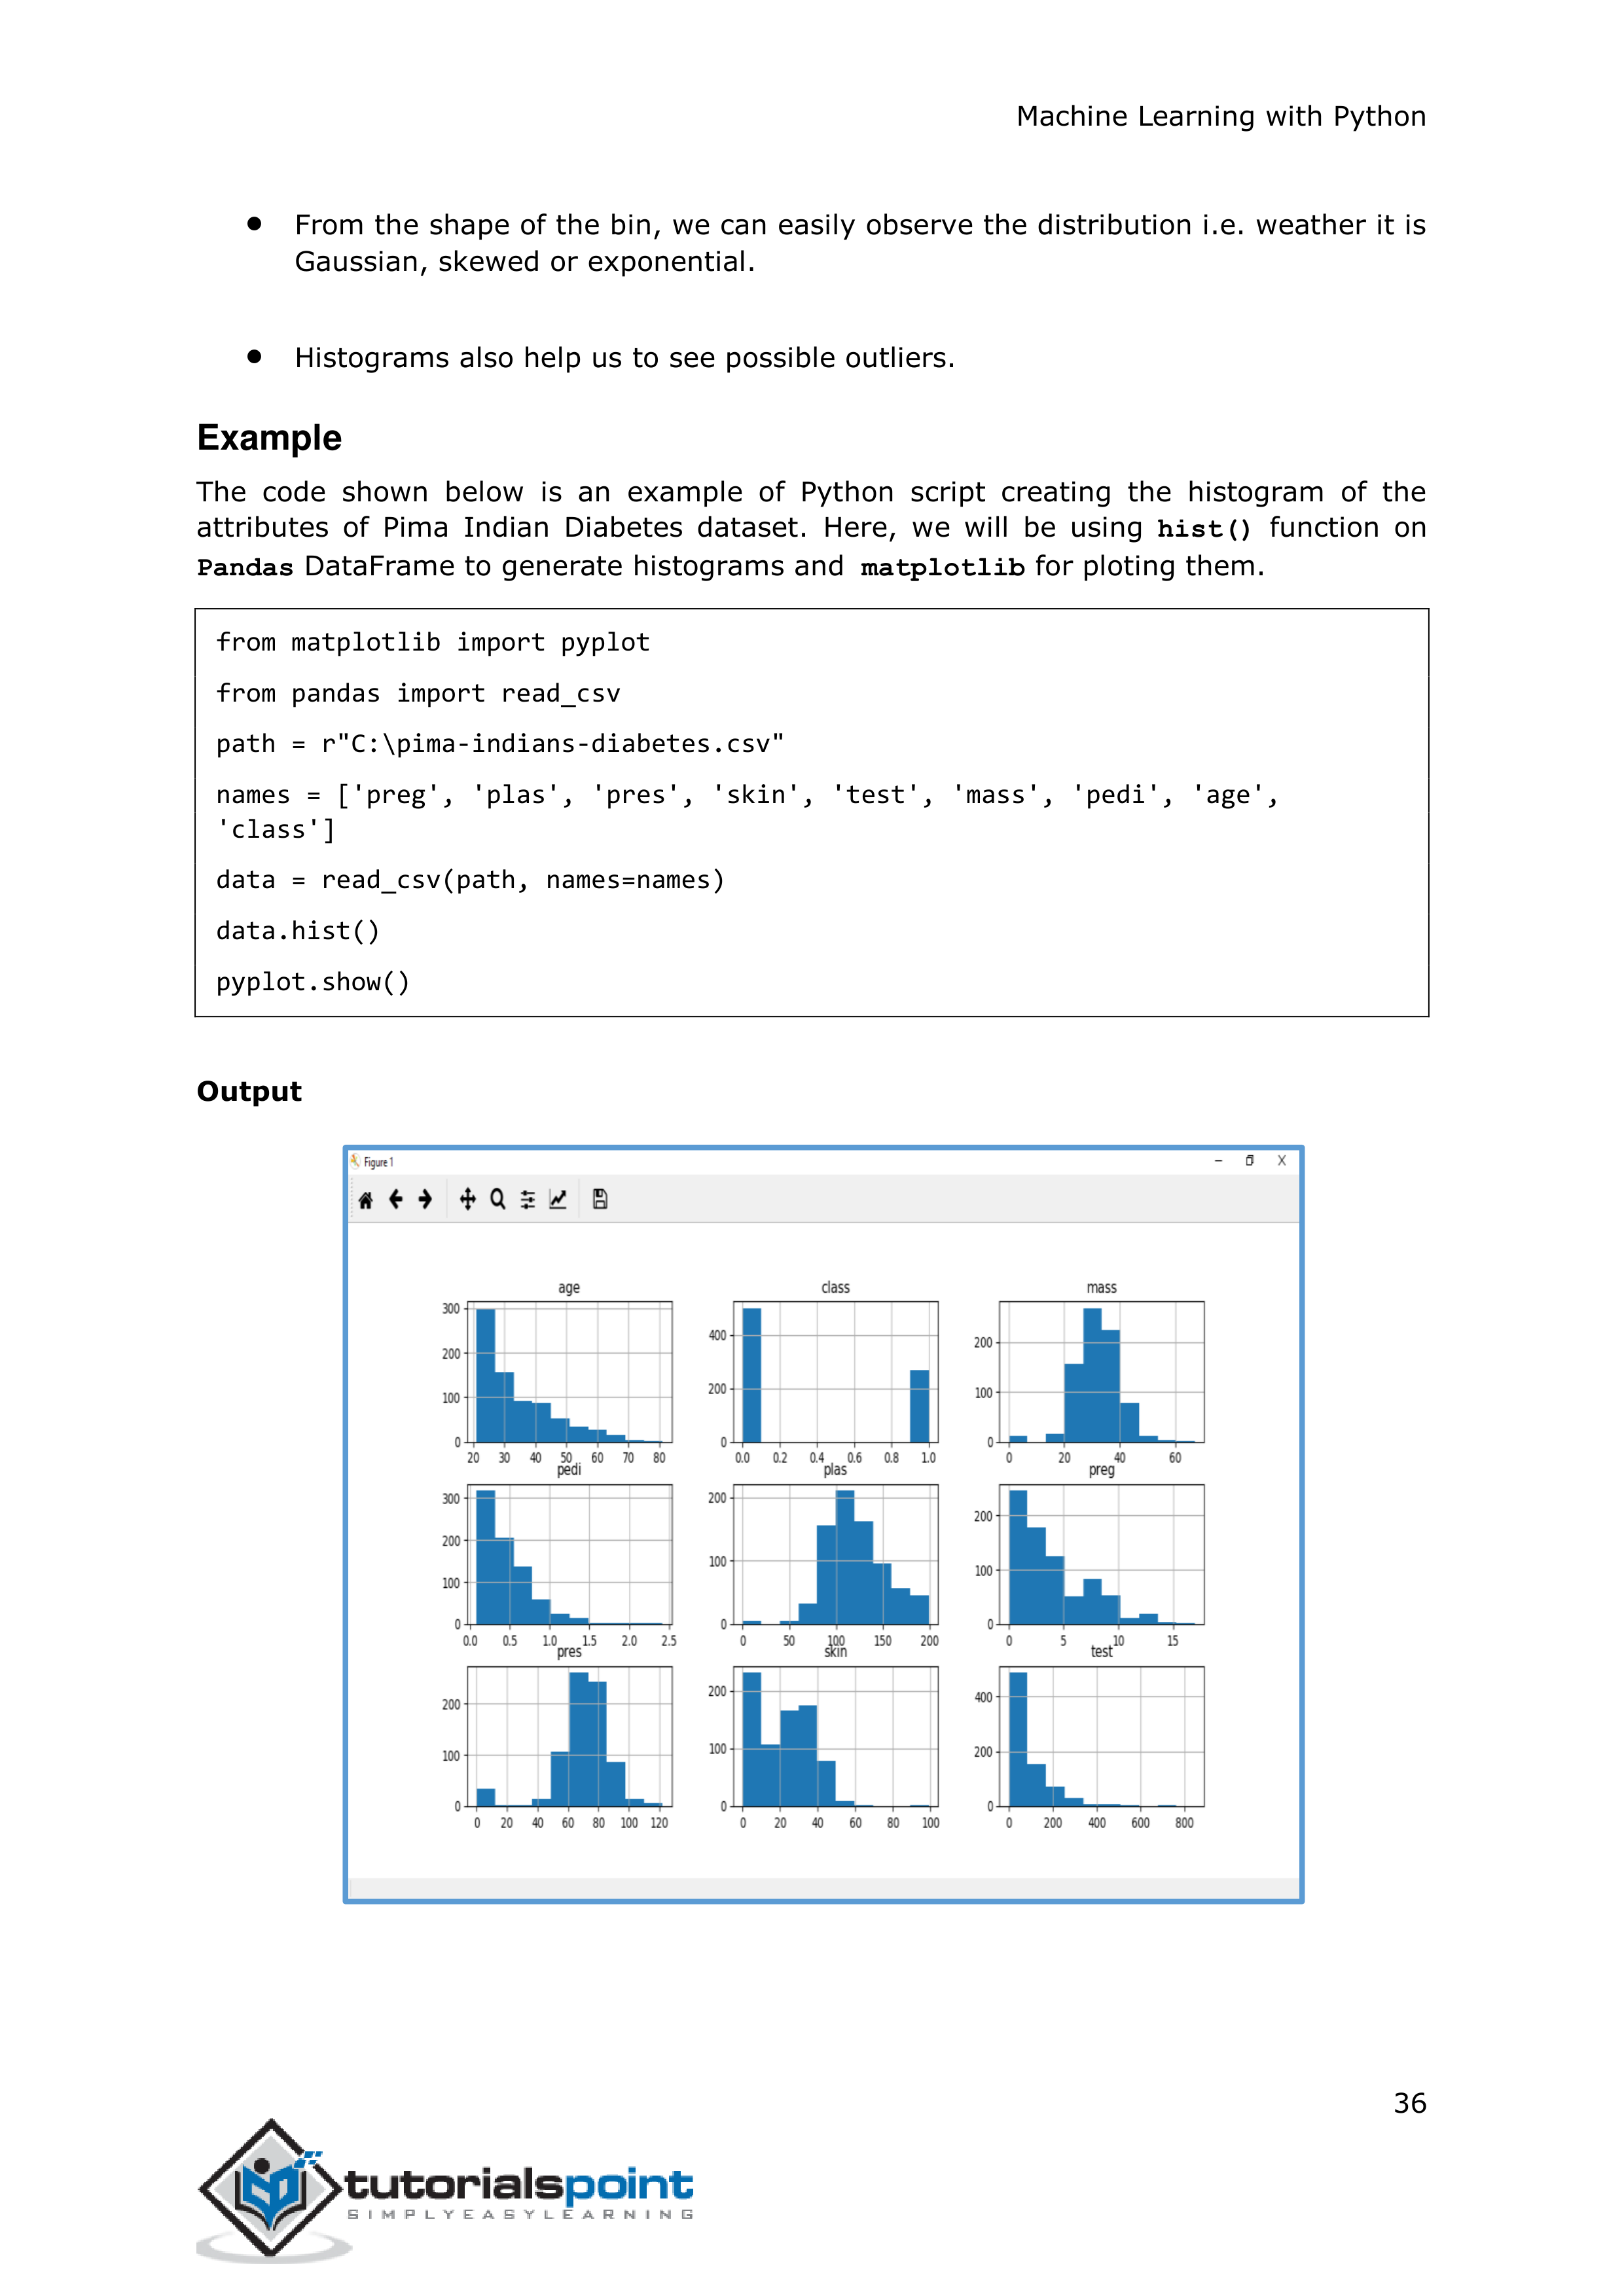 Machine Learning with Python
● From the shape of the bin, we can easily observe the distribution i.e. weather it is
Gaussian, skewed or exponential.
● Histograms also help us to see possible outliers.
Example
The code shown below is an example of Python script creating the histogram of the
attributes of Pima Indian Diabetes dataset. Here, we will be using hist() function on
Pandas DataFrame to generate histograms and matplotlib for ploting them.
from matplotlib import pyplot
from pandas import read_csv
path = r"C:\pima-indians-diabetes.csv"
names = ['preg', 'plas', 'pres', 'skin', 'test', 'mass', 'pedi', 'age',
'class']
data = read_csv(path, names=names)
data.hist()
pyplot.show()
Output
Figure 1
age
300
200
100
0
20 30 40 50 60 70 80
class
400
200
0
0.0 0.2 0.4 0.6 0.8 1.0
mass
200
100
0
0 20 40 60
pedi
300
200
100
0
0.0 0.5 1.0 1.5 2.0 2.5
plas
200
100
0
0 50 100 150 200
preg
200
100
0
0 5 10 15
pres
200
100
0
0 20 40 60 80 100 120
skin
200
100
0
0 20 40 60 80 100
test
400
200
0
0 200 400 600 800
36
tutorialspoint
SIMPLYEASYLEARNING